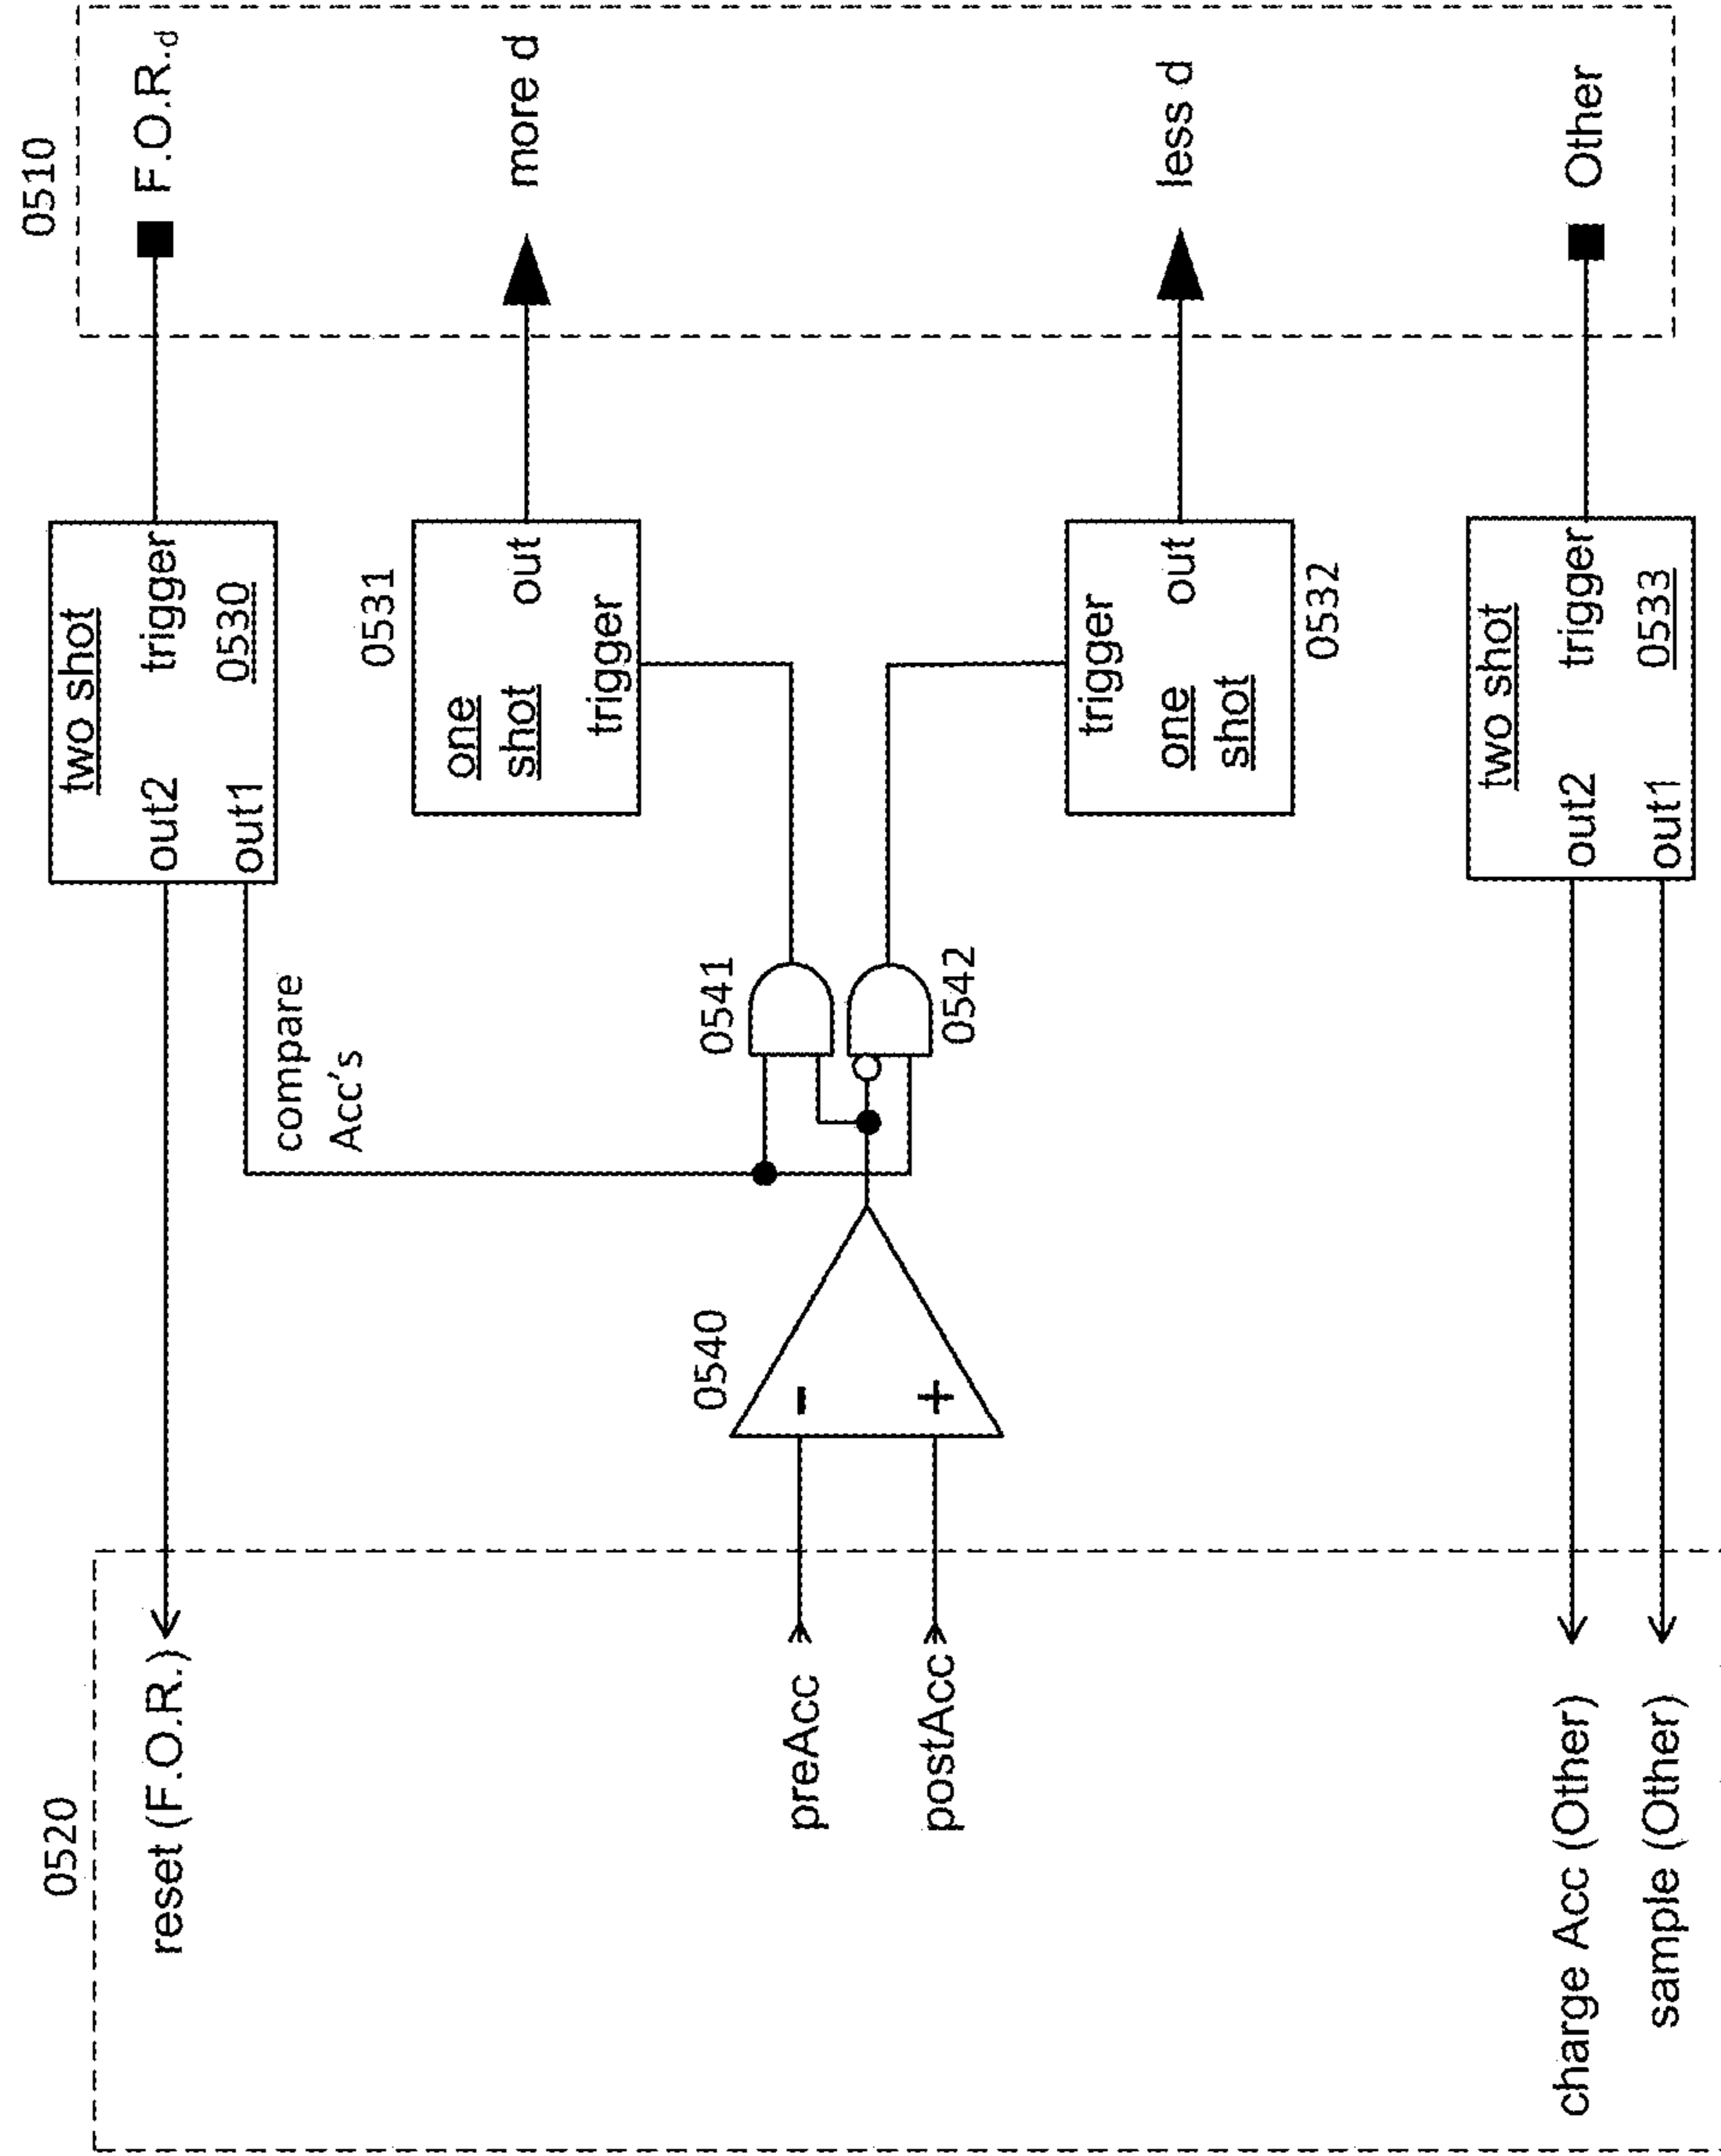 0520
0510
reset (F.O.R.)
two shot
out2
trigger
out1
0530
F.O.R.d
compare
Acc's
0531
one
shot
out
trigger
more d
preAcc
postAcc
0540
-
+
0541
0542
trigger
one
shot
out
0532
less d
charge Acc (Other)
sample (Other)
two shot
out2
trigger
out1
0533
Other